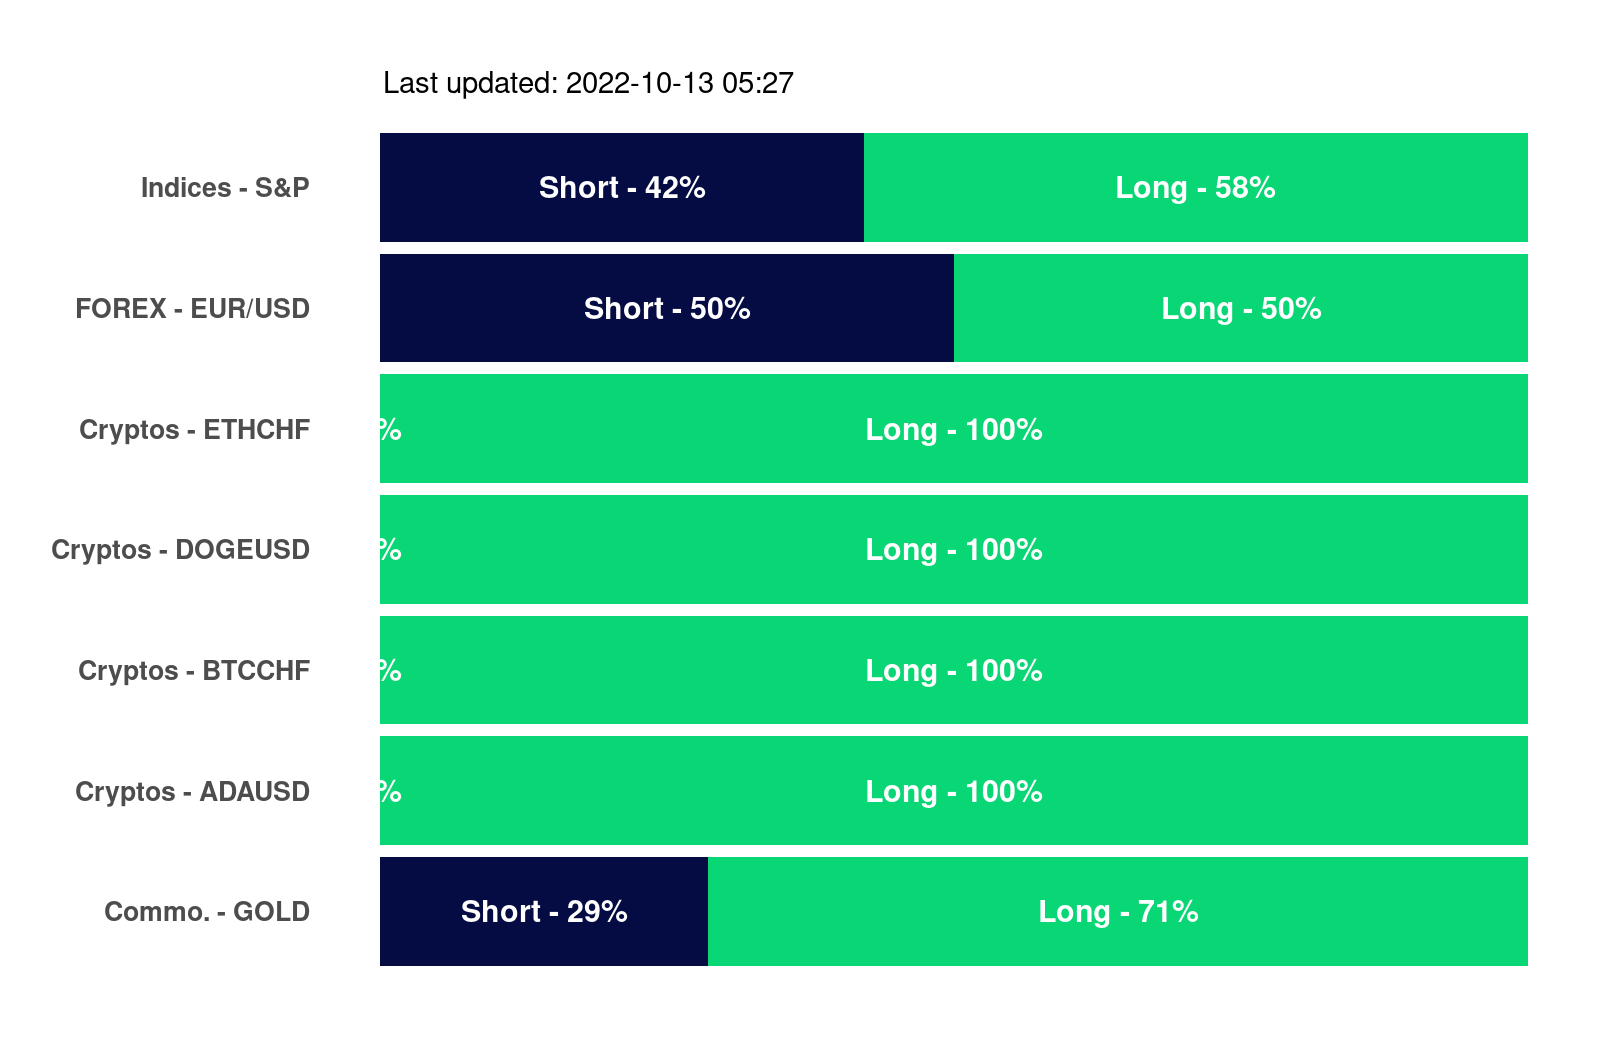 Last updated: 2022-10-13 05:27
Indices - S&P Short - 42% Long - 58%
FOREX - EUR/USD Short - 50% Long - 50%
Cryptos - ETHCHF % Long - 100%
Cryptos - DOGEUSD % Long - 100%
Cryptos - BTCCHF % Long - 100%
Cryptos - ADAUSD % Long - 100%
Commo. - GOLD Short - 29% Long - 71%